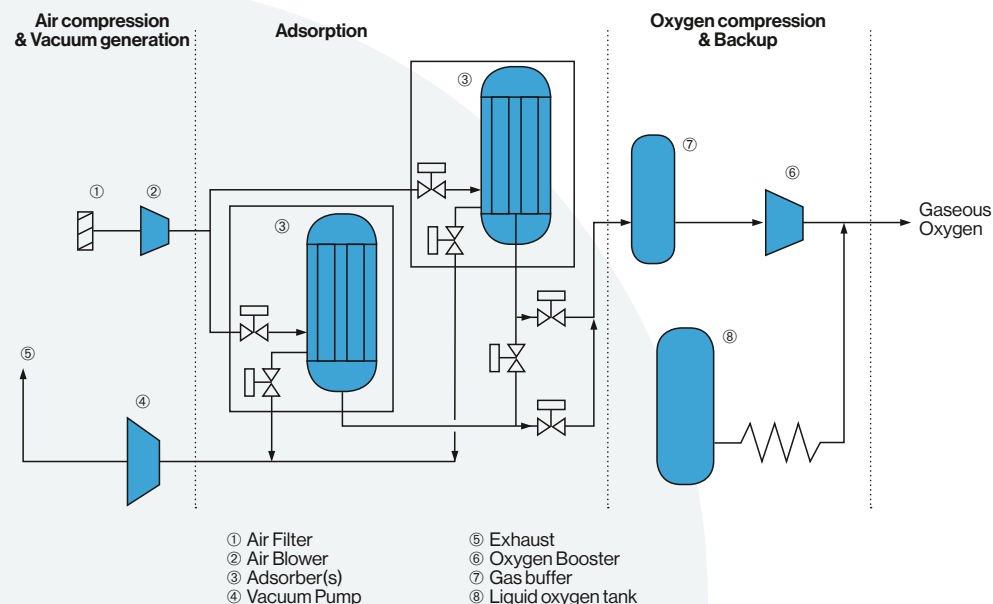 Air compression
& Vacuum generation
Adsorption
Oxygen compression
& Backup
③
⑦
①
②
⑥
③
Gaseous
Oxygen
⑤
⑧
④
① Air Filter
② Air Blower
③ Adsorber(s)
④ Vacuum Pump
⑤ Exhaust
⑥ Oxygen Booster
⑦ Gas buffer
⑧ Liquid oxygen tank